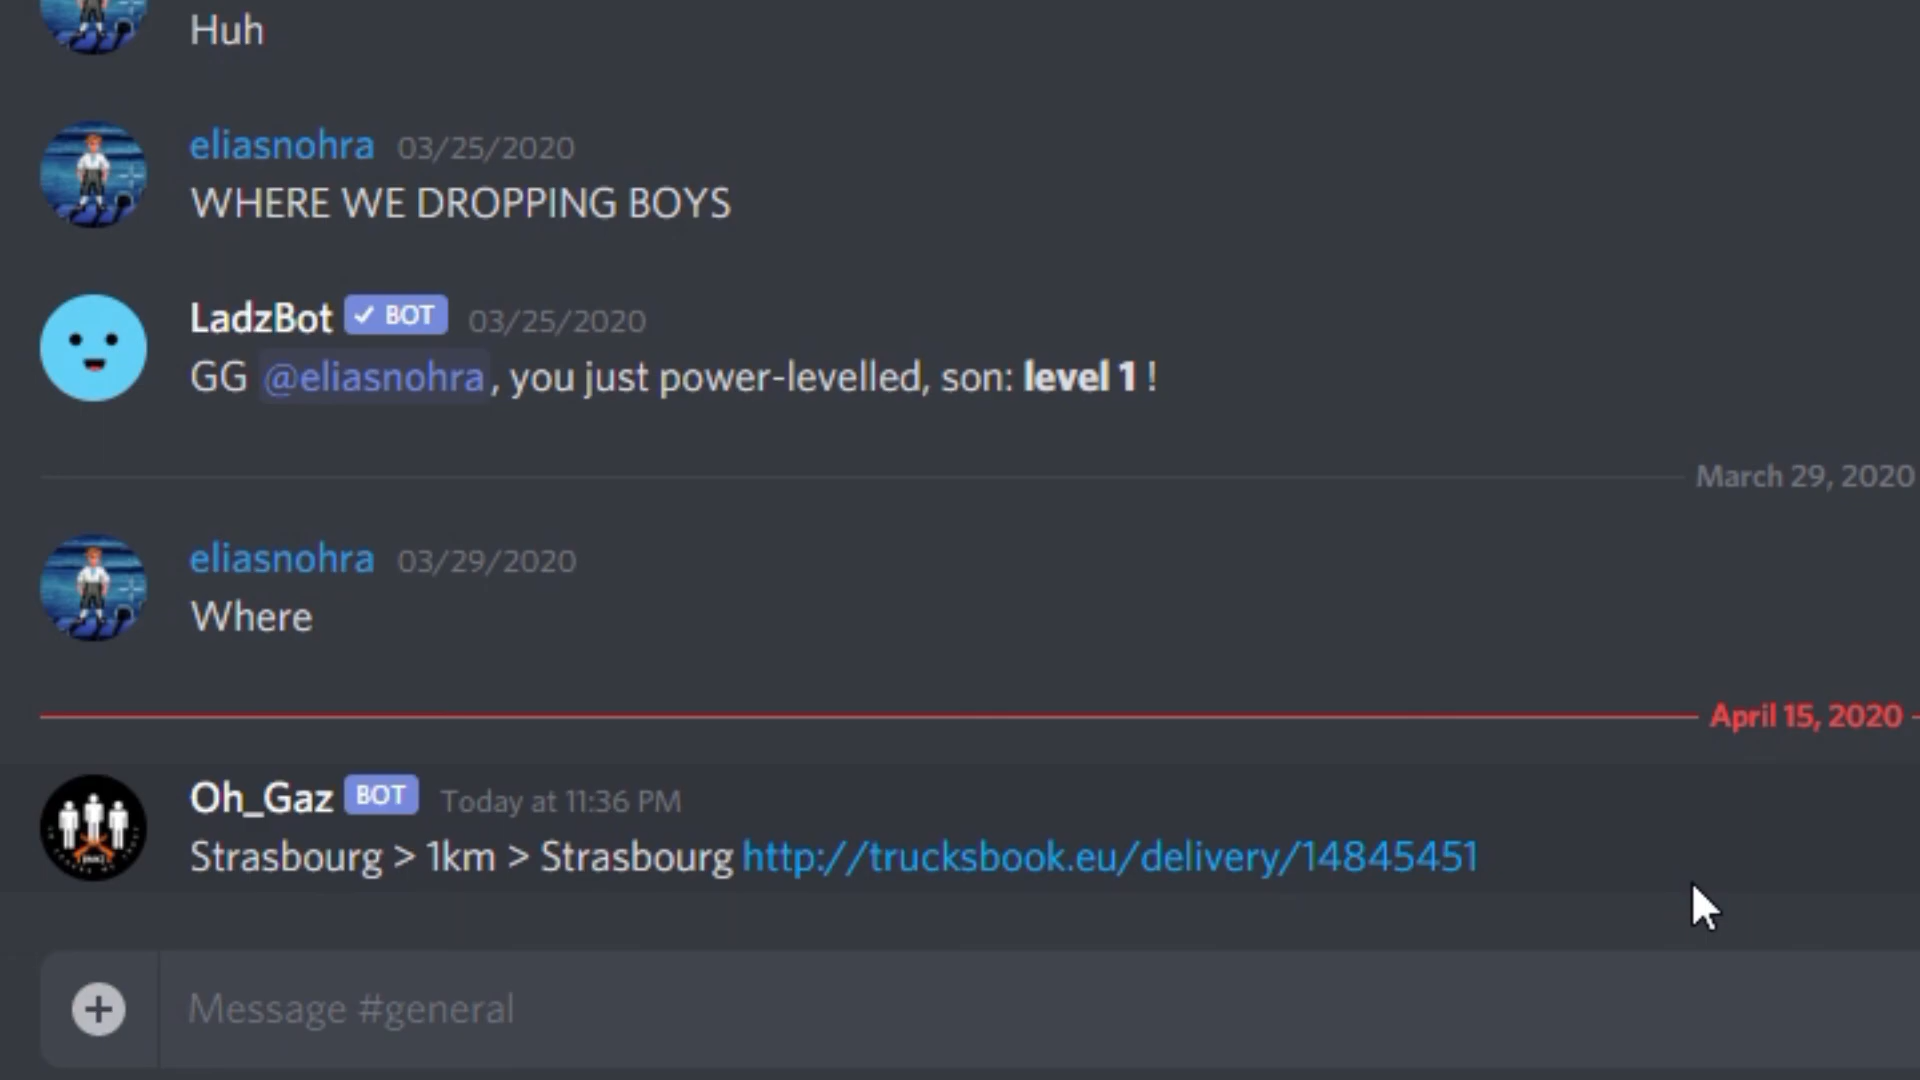 Huh
eliasnohra 03/25/2020
WHERE WE DROPPING BOYS
LadzBot ✓ BOT 03/25/2020
GG @eliasnohra, you just power-levelled, son: level 1 !
March 29, 2020
eliasnohra 03/29/2020
Where
April 15, 2020
Oh_Gaz BOT Today at 11:36 PM
Strasbourg > 1km > Strasbourg http://trucksbook.eu/delivery/14845451
Message #general